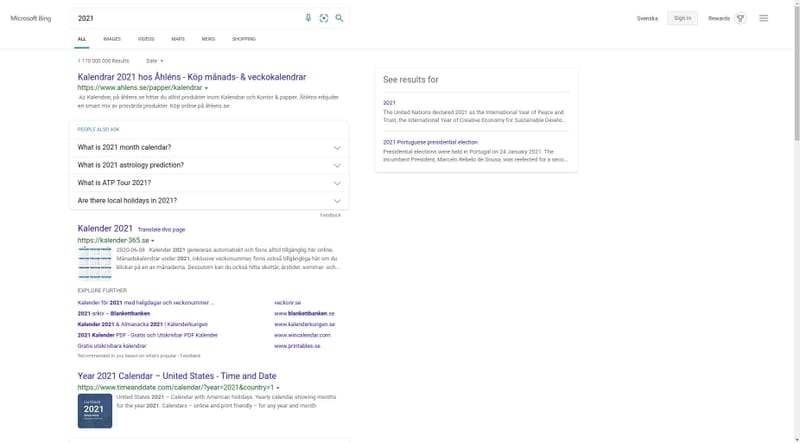 Microsoft Bing
2021
Svenska
Sign in
Rewards
ALL
IMAGES
VIDEOS
MAPS
NEWS
SHOPPING
1 170 000 000 Results
Date
Kalendrar 2021 hos Åhléns - Köp månads- & veckokalendrar
https://www.ahlens.se/papper/kalendrar
Kalendrar, på åhlens.se hittar du alltid produkter inom Kalendrar och Kontor & papper. Åhlens erbjuder
en smart mix av prisvärda produkter. Köp online på åhlens.se
PEOPLE ALSO ASK
What is 2021 month calendar?
What is 2021 astrology prediction?
What is ATP Tour 2021?
Are there local holidays in 2021?
Feedback
Kalender 2021
Translate this page
https://kalender-365.se
2020-06-08 · Kalender 2021 genereras automatiskt och finns alltid tillgänglig här online.
Månadskalendrar under 2021, inklusive veckonummer, finns också tillgängliga här om du
klickar på en av månaderna. Dessutom kan du också hitta skottår, årstider, sommar- och...
EXPLORE FURTHER
Kalender för 2021 med helgdagar och veckonummer ...
veckonr.se
2021-arkiv – Blankettbanken
www.blankettbanken.se
Kalender 2021 & Almanacka 2021 | Kalenderkungen
www.kalenderkungen.se
2021 Kalender PDF - Gratis och Utskrivbar PDF Kalender
www.wincalendar.com
Gratis utskrivbara kalendrar
www.printables.se
Recommended to you based on what's popular · Feedback
Year 2021 Calendar – United States - Time and Date
https://www.timeanddate.com/calendar/?year=2021&country=1
2021
United States 2021 – Calendar with American holidays. Yearly calendar showing months
for the year 2021. Calendars – online and print friendly – for any year and month
See results for
2021
The United Nations declared 2021 as the International Year of Peace and
Trust, the International Year of Creative Economy for Sustainable Develo...
2021 Portuguese presidential election
Presidential elections were held in Portugal on 24 January 2021. The
incumbent President, Marcelo Rebelo de Sousa, was reelected for a seco...